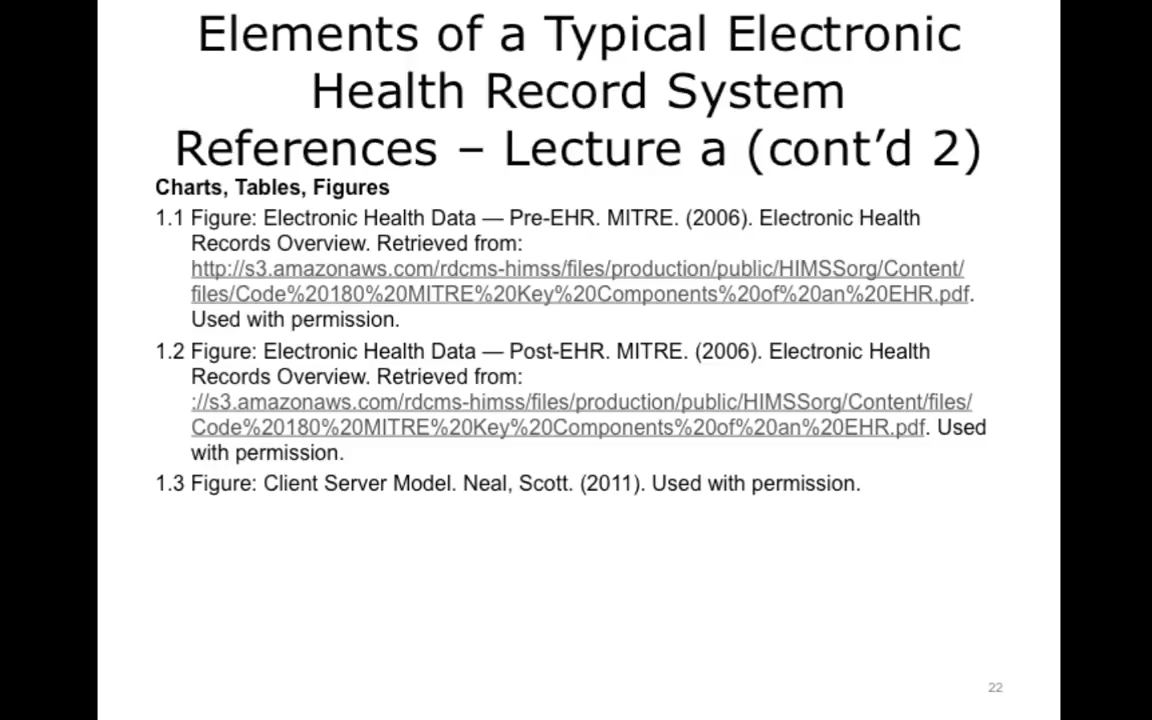 Elements of a Typical Electronic
Health Record System
References – Lecture a (cont’d 2)
Charts, Tables, Figures
1.1 Figure: Electronic Health Data — Pre-EHR. MITRE. (2006). Electronic Health
Records Overview. Retrieved from:
http://s3.amazonaws.com/rdcms-himss/files/production/public/HIMSSorg/Content/
files/Code%20180%20MITRE%20Key%20Components%20of%20an%20EHR.pdf.
Used with permission.
1.2 Figure: Electronic Health Data — Post-EHR. MITRE. (2006). Electronic Health
Records Overview. Retrieved from:
://s3.amazonaws.com/rdcms-himss/files/production/public/HIMSSorg/Content/files/
Code%20180%20MITRE%20Key%20Components%20of%20an%20EHR.pdf. Used
with permission.
1.3 Figure: Client Server Model. Neal, Scott. (2011). Used with permission.
22